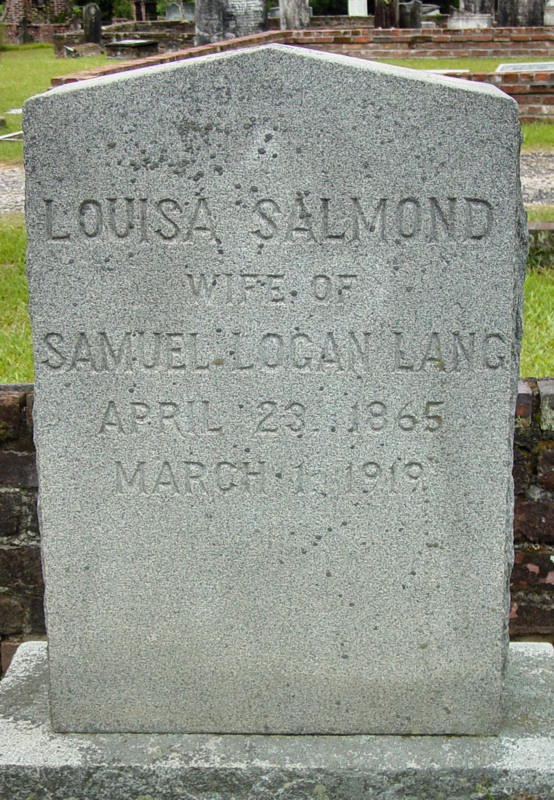 LOUISA SALMOND
WIFE OF
SAMUEL LOGAN LANG
APRIL 23, 1865
MARCH 1, 1919